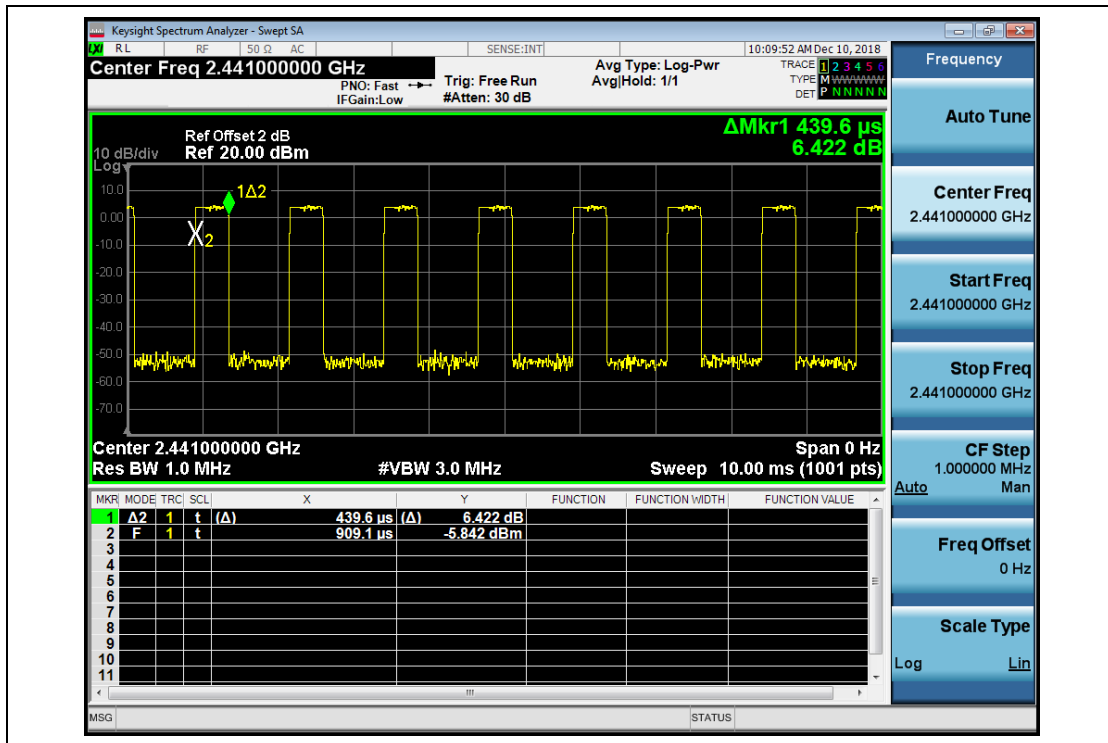 Keysight Spectrum Analyzer - Swept SA
LXI RL RF 50 Ω AC SENSE:INT 10:09:52 AM Dec 10, 2018
Center Freq 2.441000000 GHz
PNO: Fast
IFGain:Low
Trig: Free Run
#Atten: 30 dB
Avg Type: Log-Pwr
Avg|Hold: 1/1
TRACE 1 2 3 4 5 6
TYPE M WWWWW
DET P N N N N N
ΔMkr1 439.6 µs
6.422 dB
Ref Offset 2 dB
10 dB/div Ref 20.00 dBm
Log
10.0
0.00
-10.0
-20.0
-30.0
-40.0
-50.0
-60.0
-70.0
1Δ2
X2
Center 2.441000000 GHz Span 0 Hz
Res BW 1.0 MHz #VBW 3.0 MHz Sweep 10.00 ms (1001 pts)
MKR MODE TRC SCL X Y FUNCTION FUNCTION WIDTH FUNCTION VALUE
1 Δ2 1 t (Δ) 439.6 µs (Δ) 6.422 dB
2 F 1 t 909.1 µs -5.842 dBm
3
4
5
6
7
8
9
10
11
MSG STATUS
Frequency
Auto Tune
Center Freq
2.441000000 GHz
Start Freq
2.441000000 GHz
Stop Freq
2.441000000 GHz
CF Step
1.000000 MHz
Auto Man
Freq Offset
0 Hz
Scale Type
Log Lin